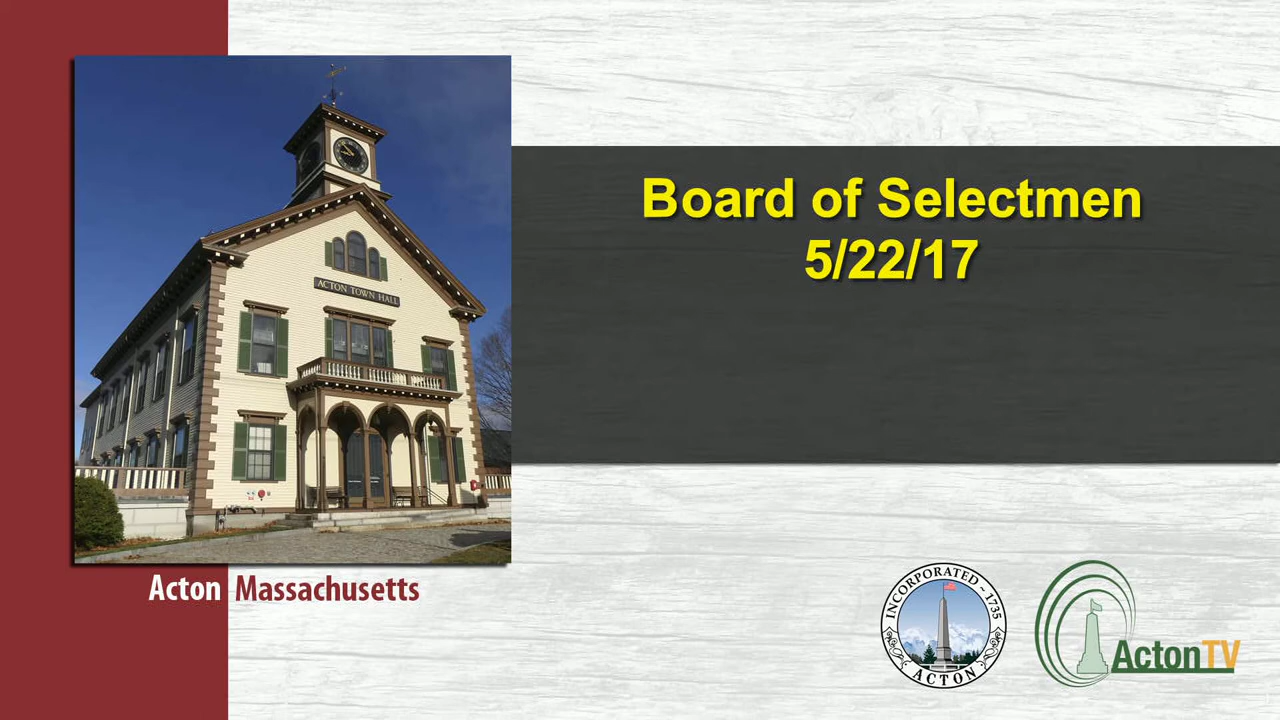 Board of Selectmen
5/22/17
ACTON TOWN HALL
Acton Massachusetts
INCORPORATED ~ 1735
ACTON
ActonTV